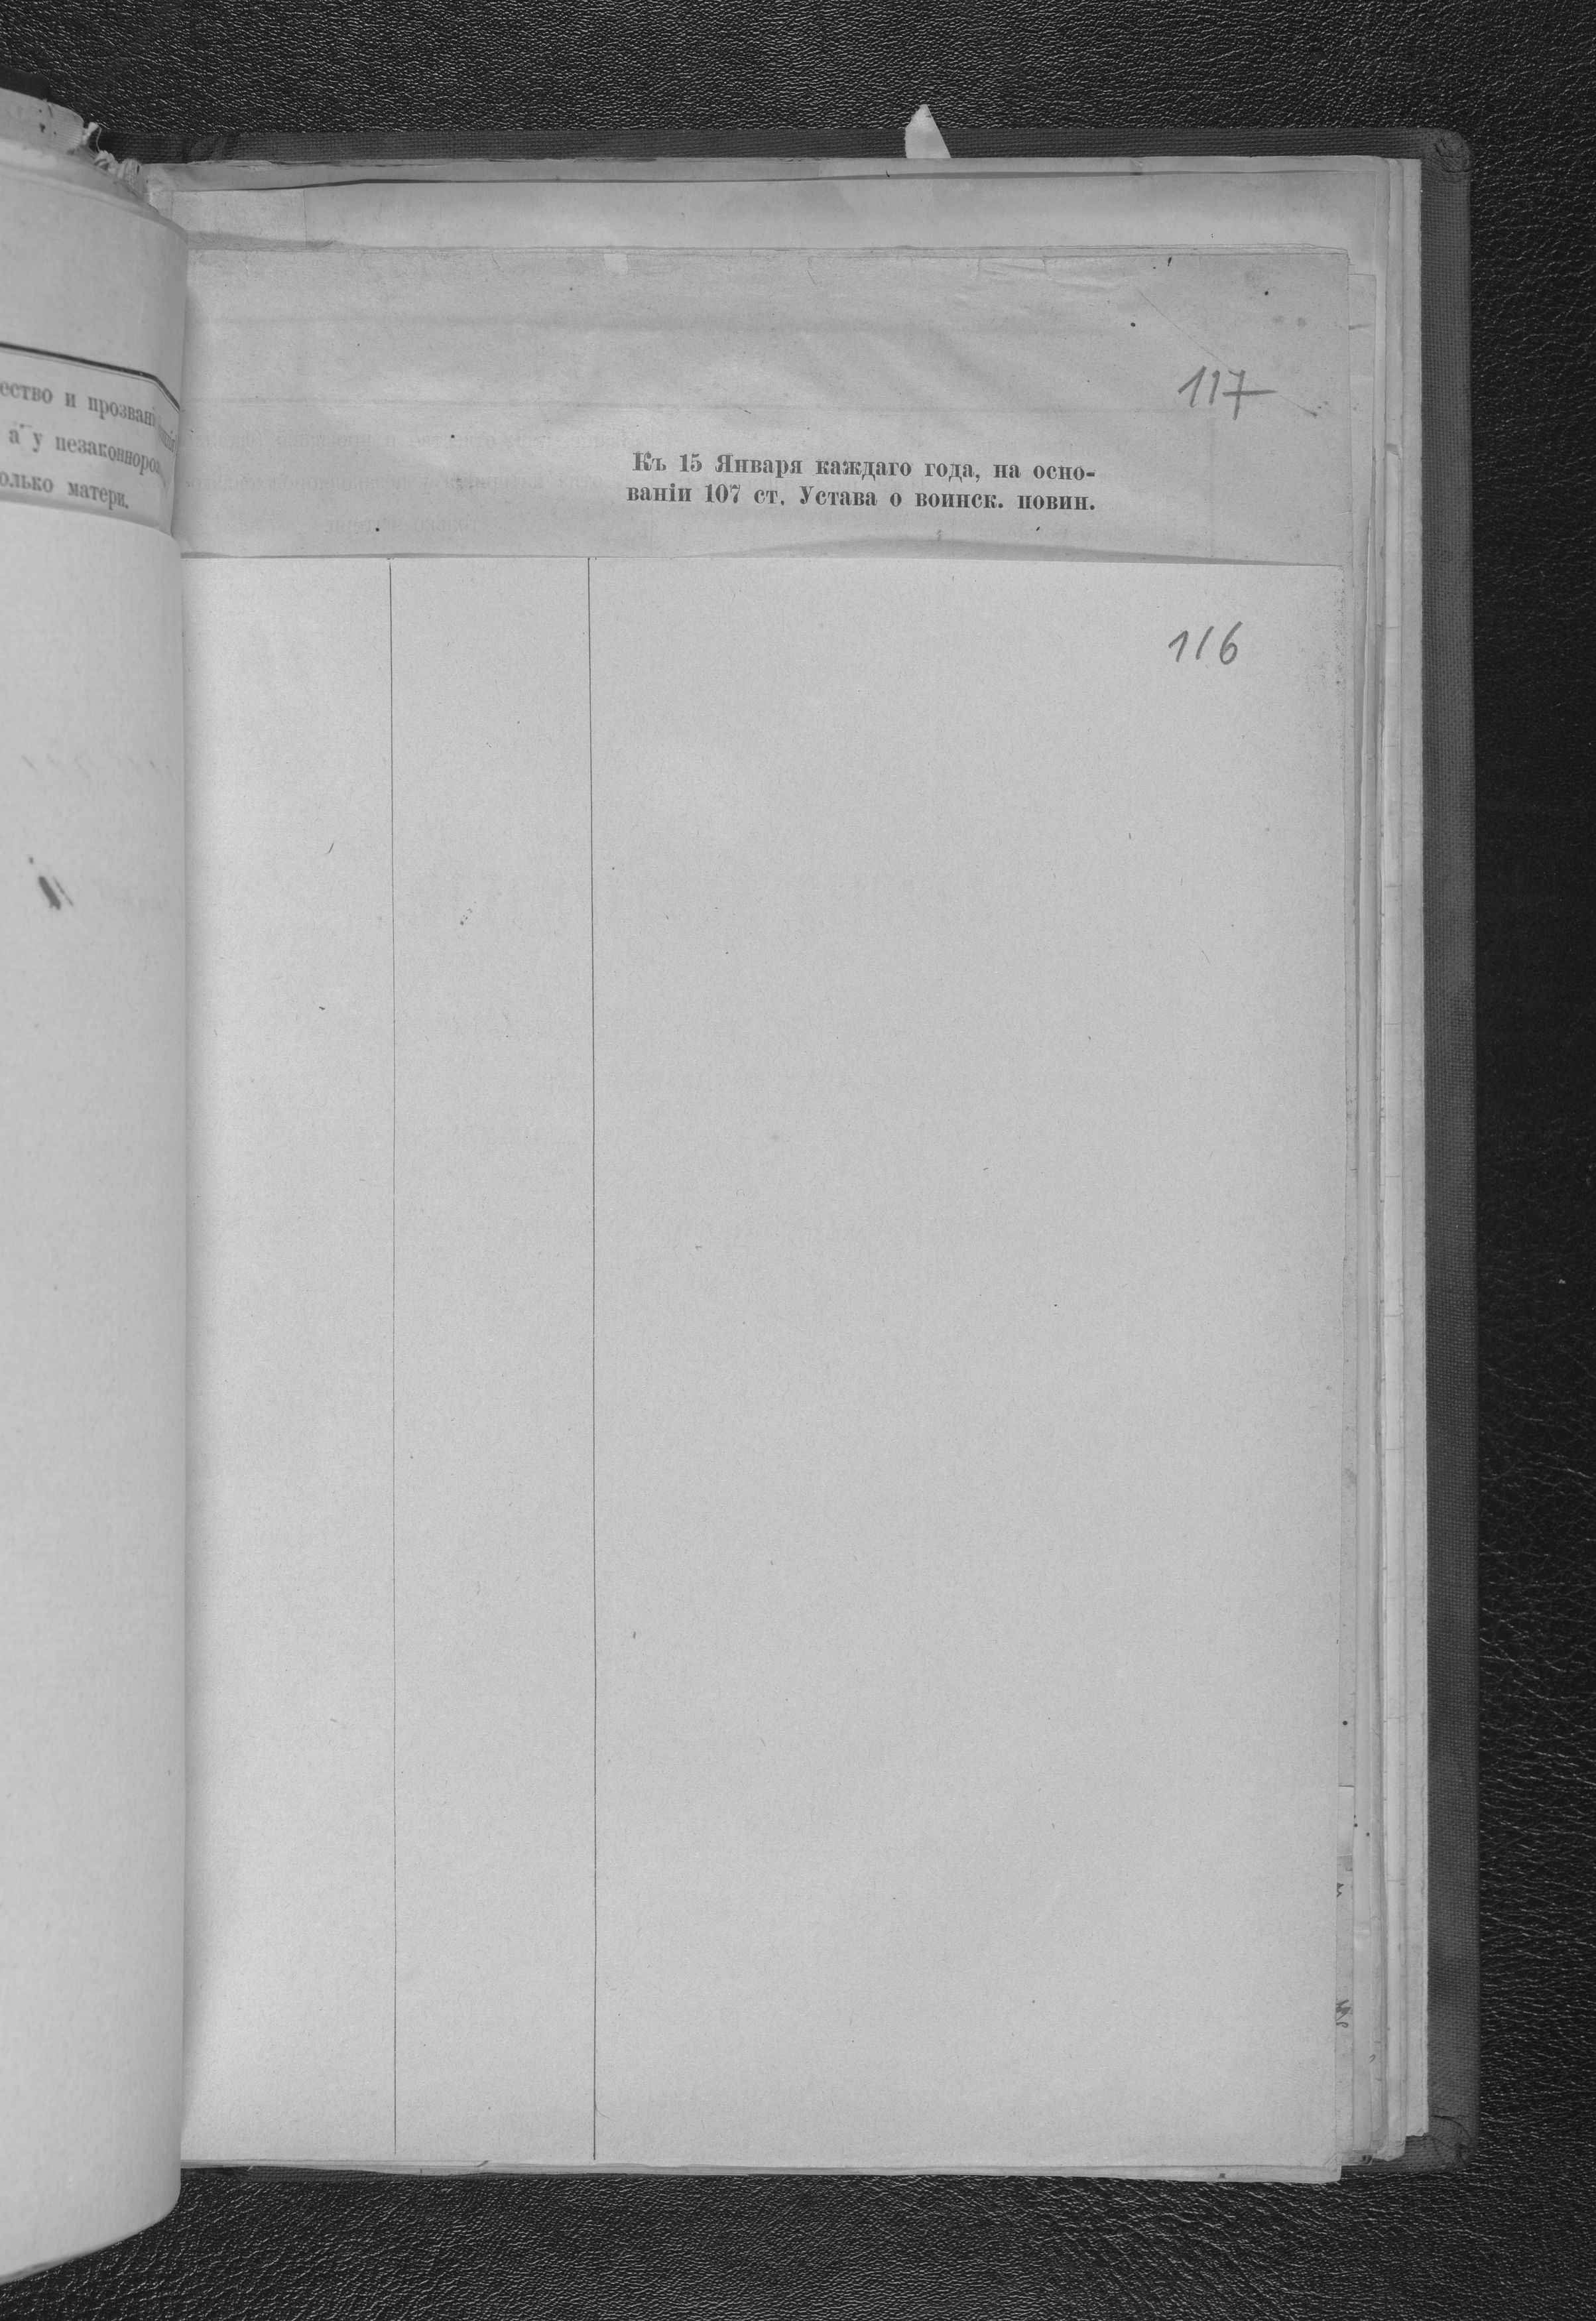 ество и прозвані
а у незаконнорож
олько матери.
117
Къ 15 Января каждаго года, на осно-
ваніи 107 ст. Устава о воинск. повин.
116